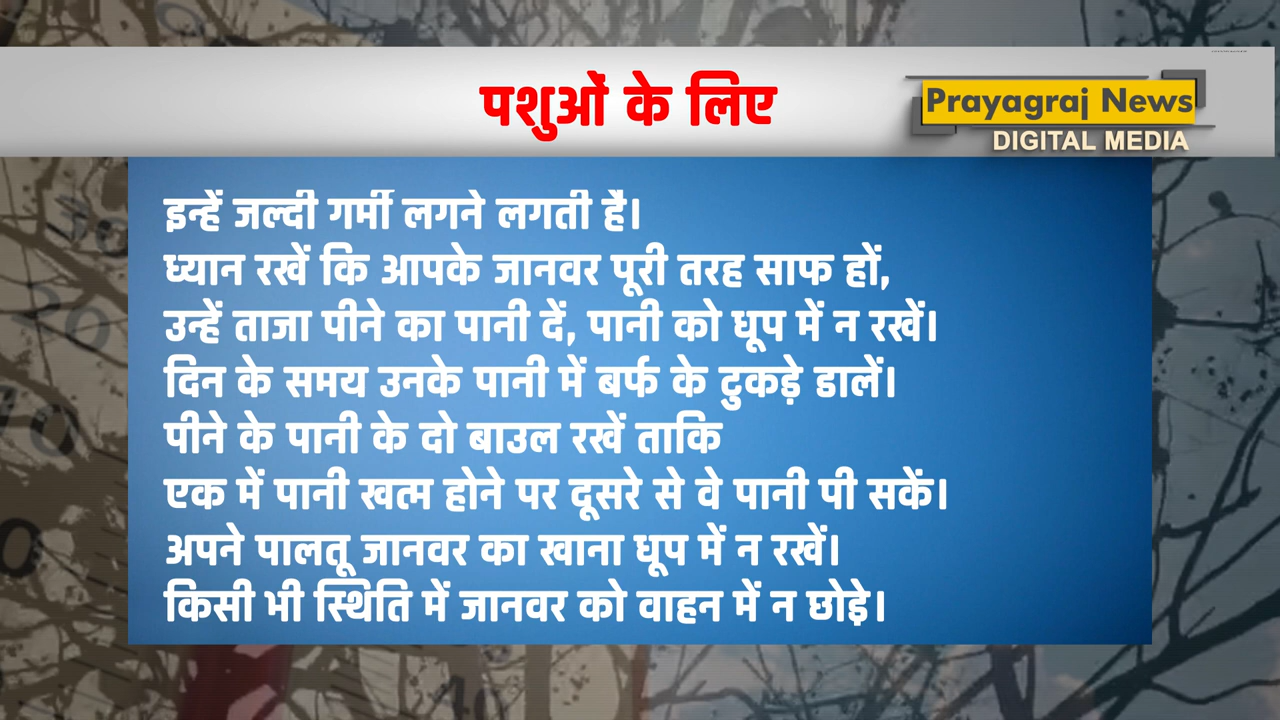 पशुओं के लिए
Prayagraj News
DIGITAL MEDIA
इन्हें जल्दी गर्मी लगने लगती है।
ध्यान रखें कि आपके जानवर पूरी तरह साफ हों,
उन्हें ताजा पीने का पानी दें, पानी को धूप में न रखें।
दिन के समय उनके पानी में बर्फ के टुकड़े डालें।
पीने के पानी के दो बाउल रखें ताकि
एक में पानी खत्म होने पर दूसरे से वे पानी पी सकें।
अपने पालतू जानवर का खाना धूप में न रखें।
किसी भी स्थिति में जानवर को वाहन में न छोड़े।